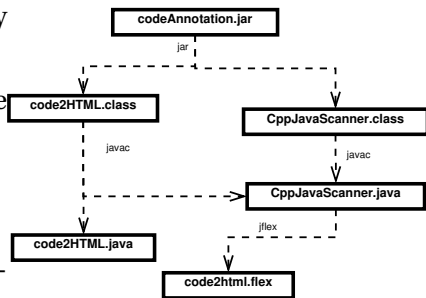 y
codeAnnotation.jar
jar
e
code2HTML.class
CppJavaScanner.class
javac
javac
CppJavaScanner.java
jflex
code2HTML.java
code2html.flex